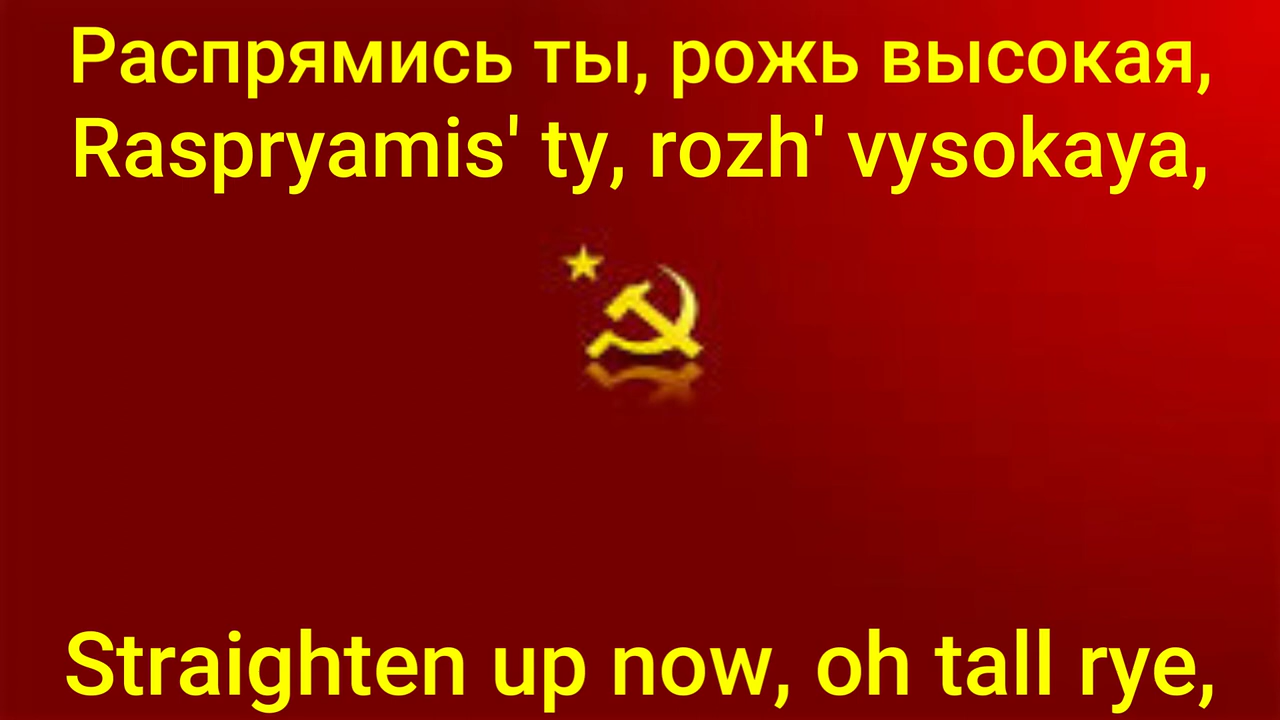 Распрямись ты, рожь высокая,
Raspryamis' ty, rozh' vysokaya,
Straighten up now, oh tall rye,